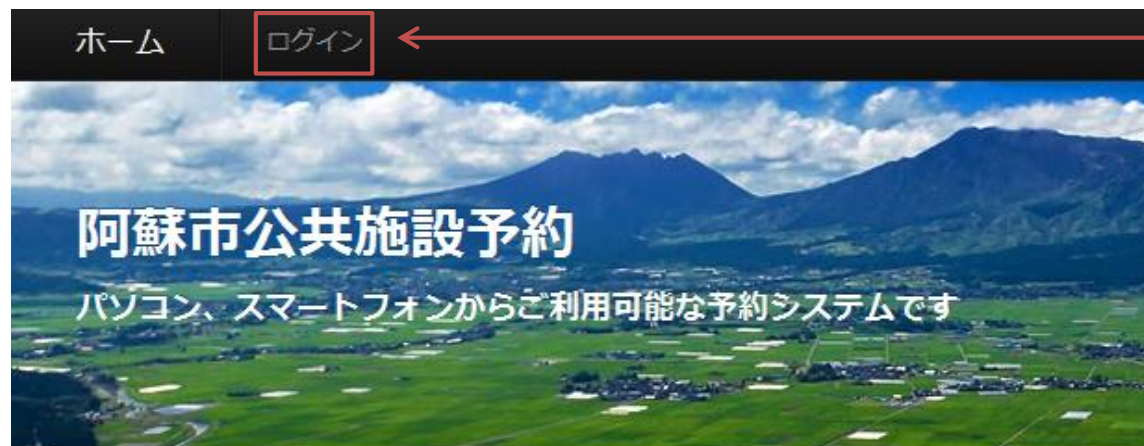 ホーム ログイン
阿蘇市公共施設予約
パソコン、スマートフォンからご利用可能な予約システムです